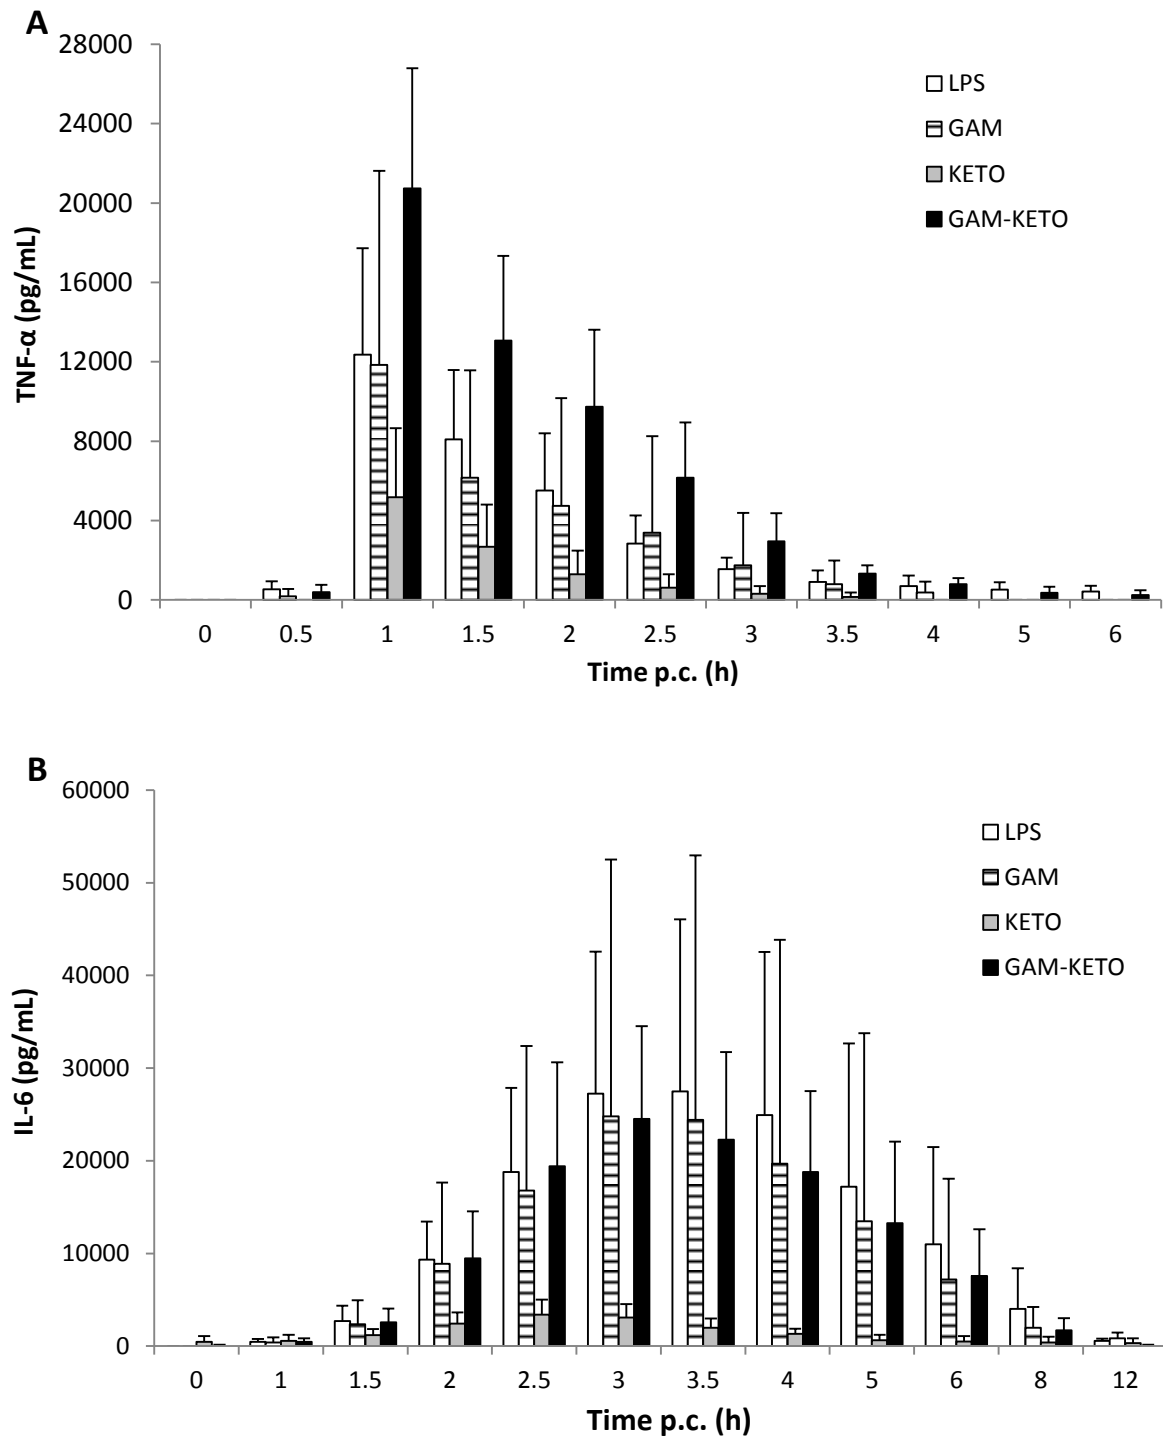 A
28000
24000
20000
16000
12000
8000
4000
0
TNF-α (pg/mL)
LPS
GAM
KETO
GAM-KETO
0 0.5 1 1.5 2 2.5 3 3.5 4 5 6
Time p.c. (h)
B
60000
50000
40000
30000
20000
10000
0
IL-6 (pg/mL)
LPS
GAM
KETO
GAM-KETO
0 1 1.5 2 2.5 3 3.5 4 5 6 8 12
Time p.c. (h)